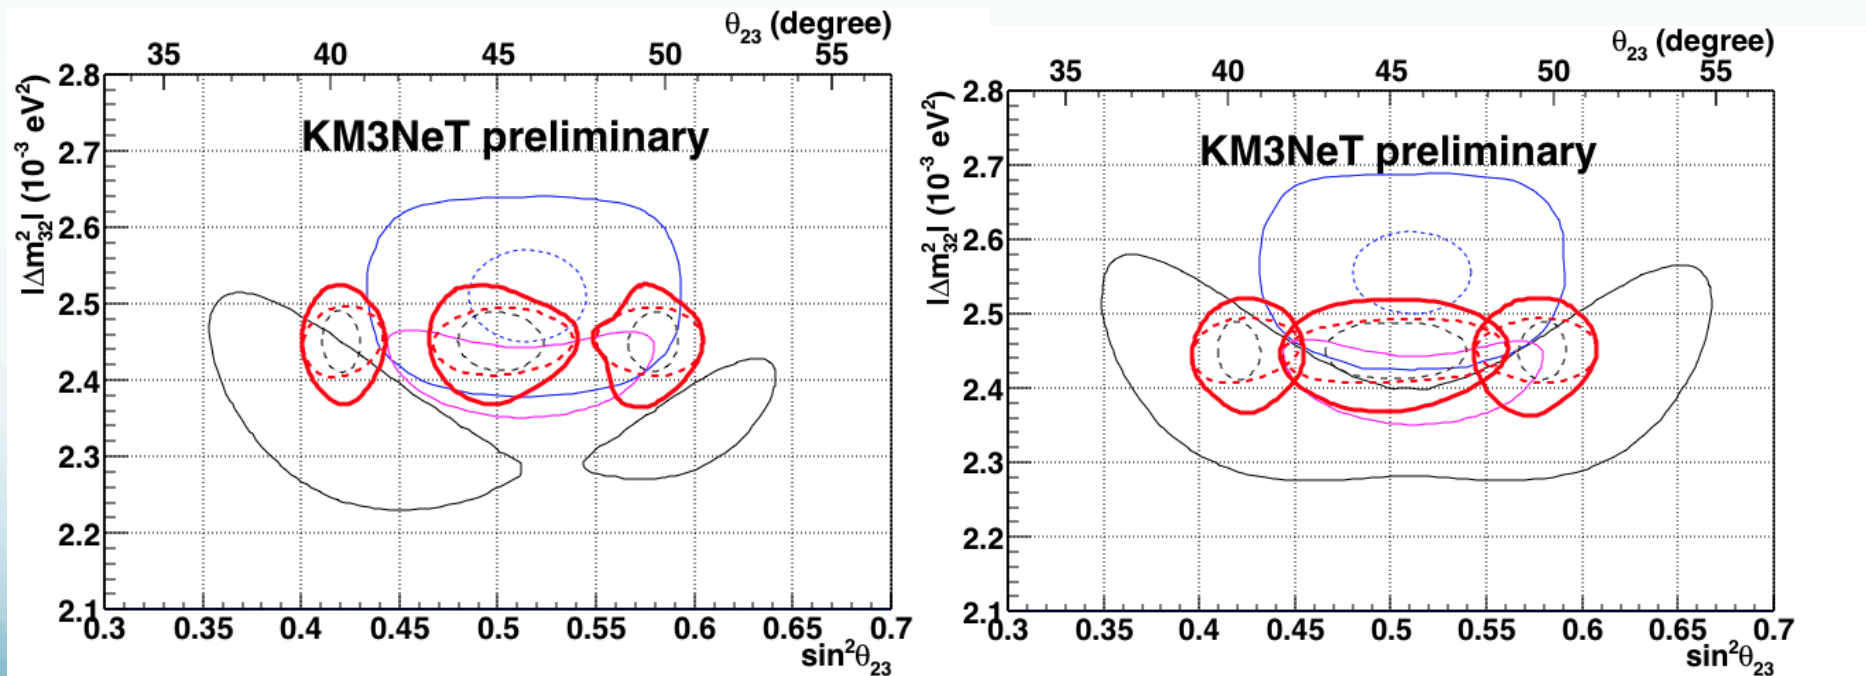 θ23 (degree)
35 40 45 50 55
|Δm²32| (10⁻³ eV²)
2.8
2.7
2.6
2.5
2.4
2.3
2.2
2.1
KM3NeT preliminary
0.3 0.35 0.4 0.45 0.5 0.55 0.6 0.65 0.7
sin²θ23
θ23 (degree)
35 40 45 50 55
|Δm²32| (10⁻³ eV²)
2.8
2.7
2.6
2.5
2.4
2.3
2.2
2.1
KM3NeT preliminary
0.3 0.35 0.4 0.45 0.5 0.55 0.6 0.65 0.7
sin²θ23